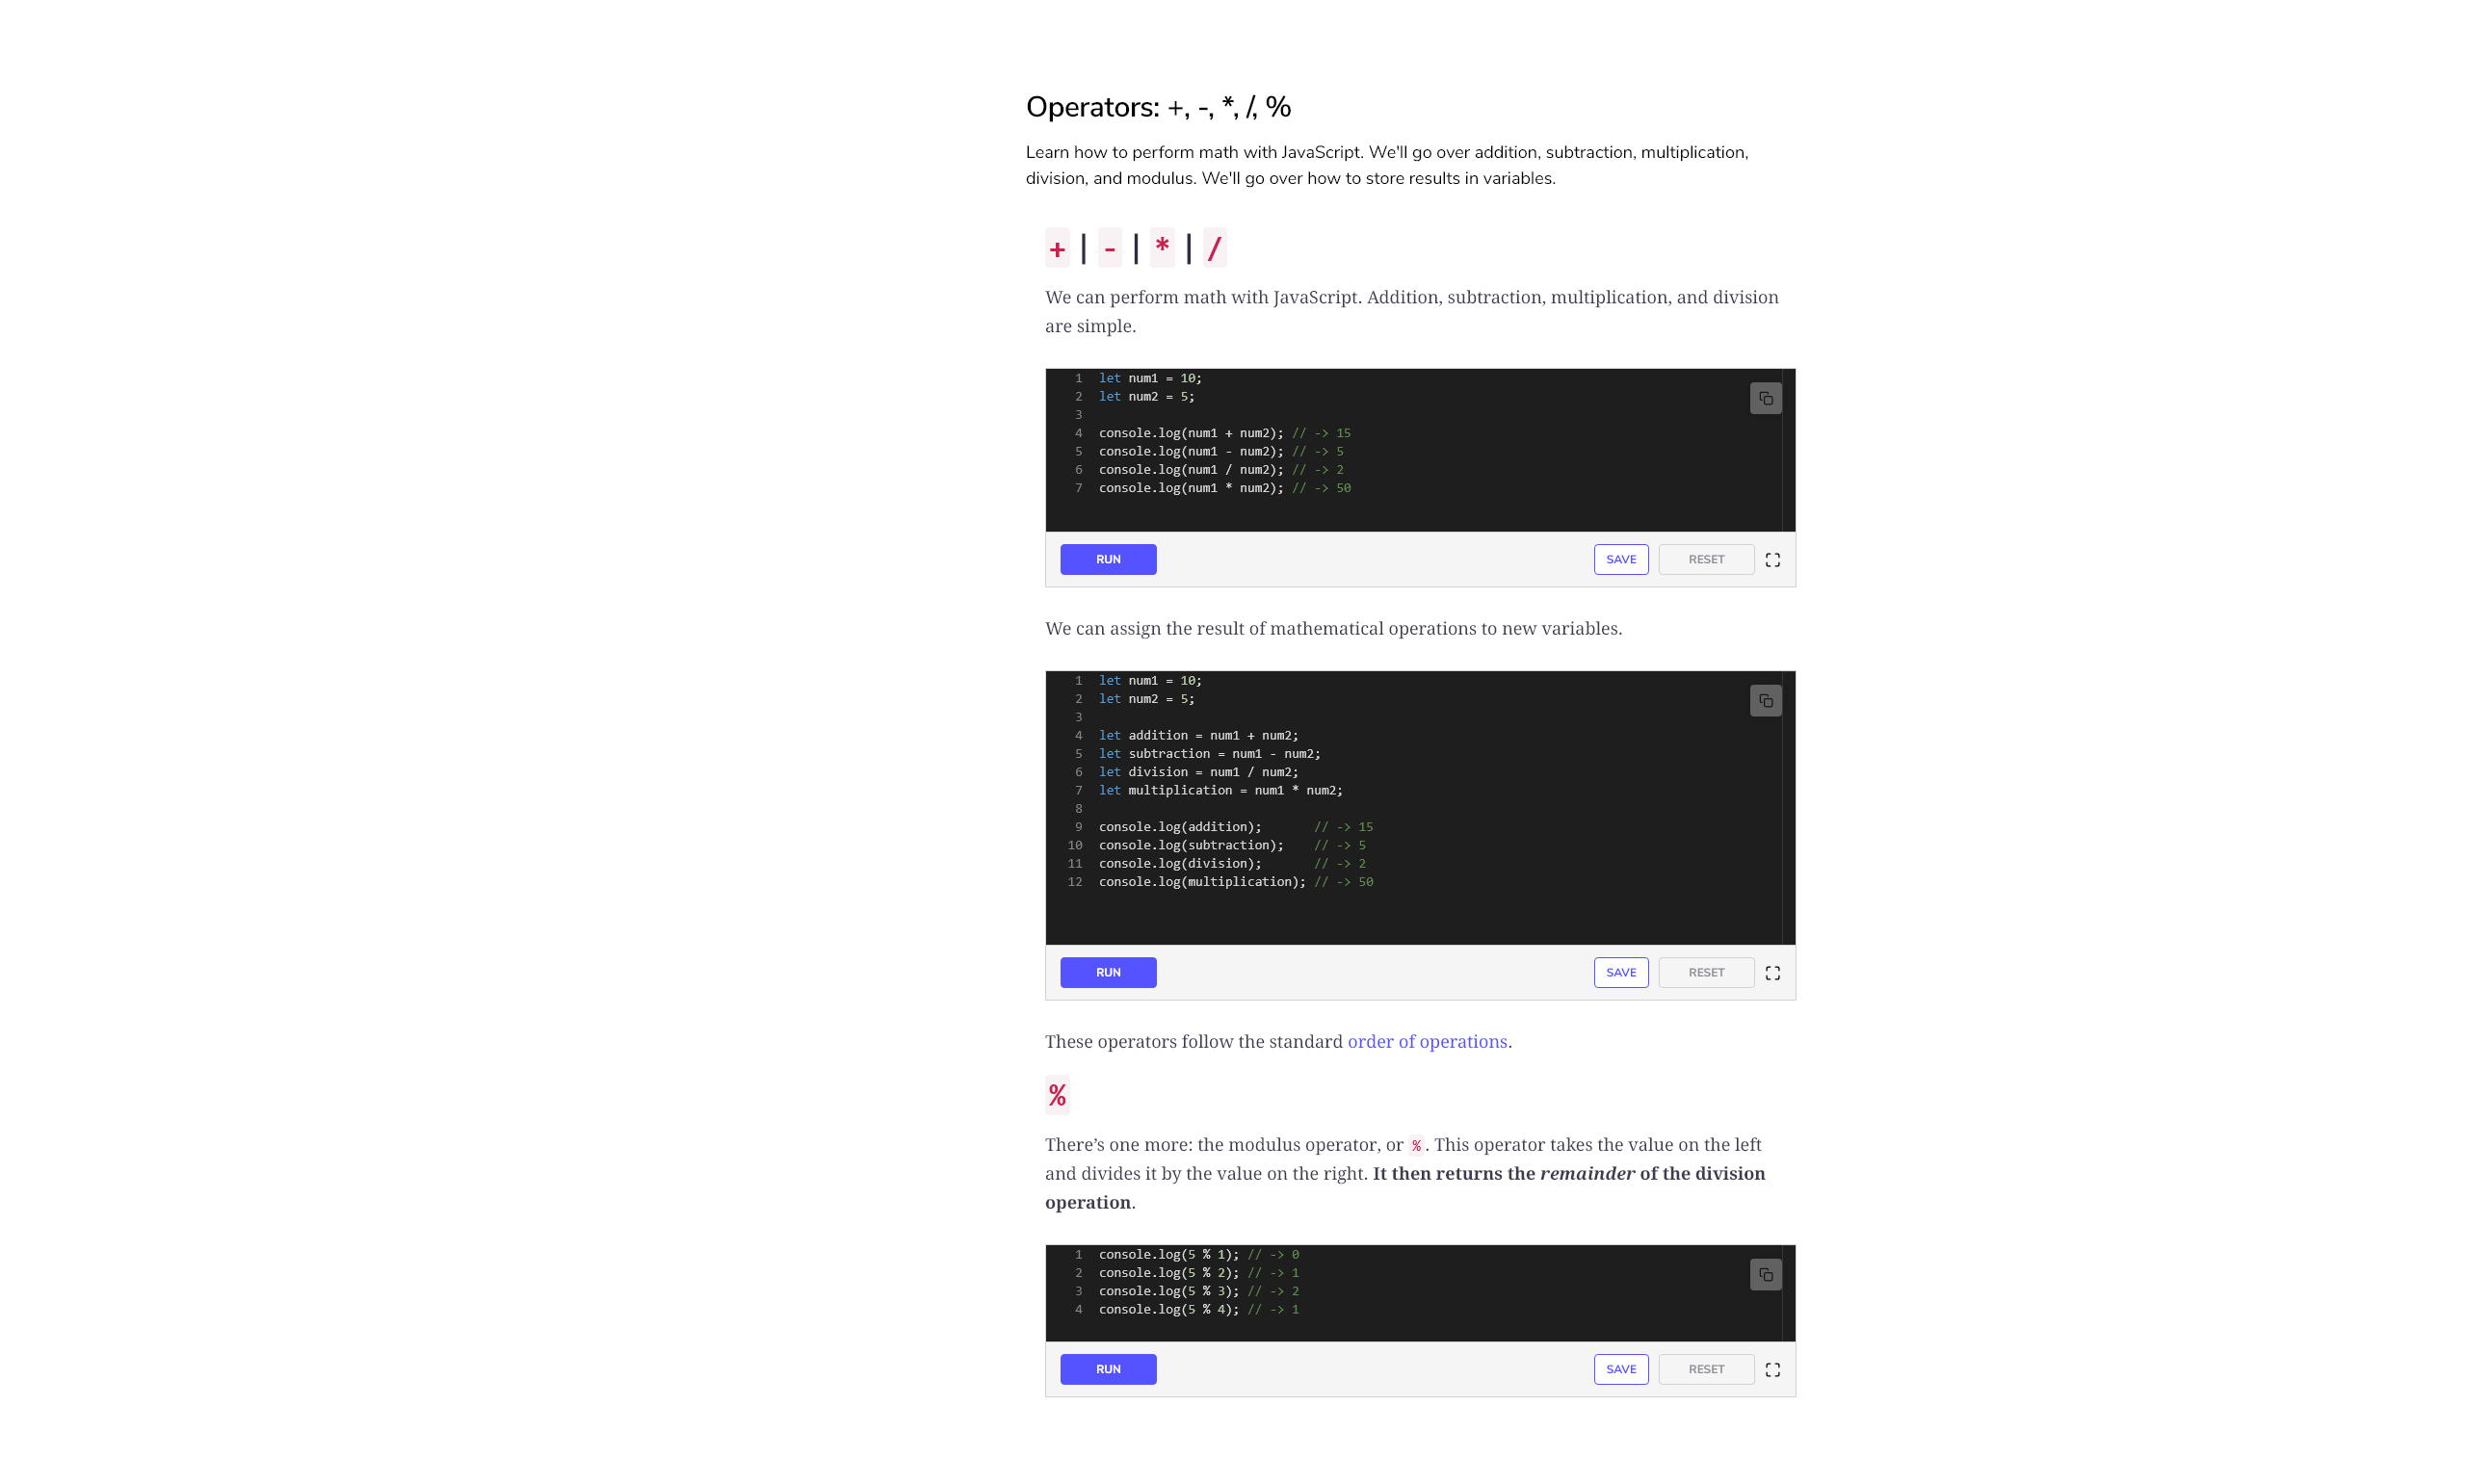 Operators: +, -, *, /, %
Learn how to perform math with JavaScript. We'll go over addition, subtraction, multiplication,
division, and modulus. We'll go over how to store results in variables.
+ | - | * | /
We can perform math with JavaScript. Addition, subtraction, multiplication, and division
are simple.
1 let num1 = 10;
2 let num2 = 5;
3
4 console.log(num1 + num2); // -> 15
5 console.log(num1 - num2); // -> 5
6 console.log(num1 / num2); // -> 2
7 console.log(num1 * num2); // -> 50
RUN SAVE RESET
We can assign the result of mathematical operations to new variables.
1 let num1 = 10;
2 let num2 = 5;
3
4 let addition = num1 + num2;
5 let subtraction = num1 - num2;
6 let division = num1 / num2;
7 let multiplication = num1 * num2;
8
9 console.log(addition);       // -> 15
10 console.log(subtraction);    // -> 5
11 console.log(division);       // -> 2
12 console.log(multiplication); // -> 50
RUN SAVE RESET
These operators follow the standard order of operations.
%
There’s one more: the modulus operator, or %. This operator takes the value on the left
and divides it by the value on the right. It then returns the remainder of the division
operation.
1 console.log(5 % 1); // -> 0
2 console.log(5 % 2); // -> 1
3 console.log(5 % 3); // -> 2
4 console.log(5 % 4); // -> 1
RUN SAVE RESET